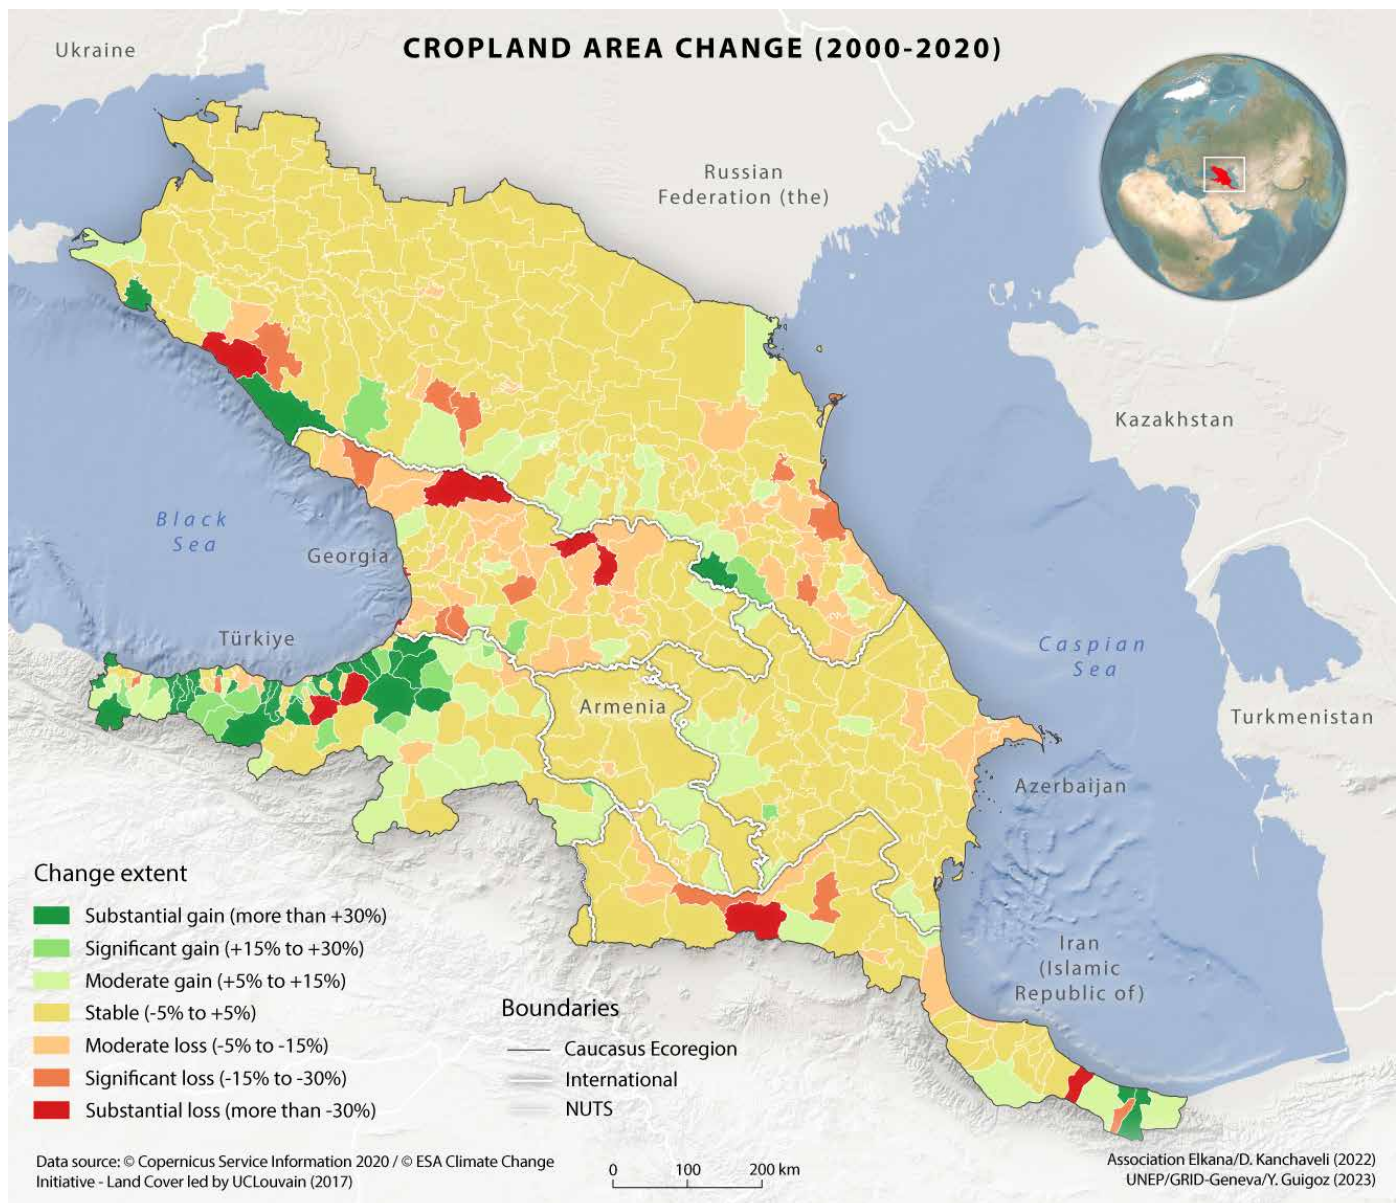 CROPLAND AREA CHANGE (2000-2020)
Ukraine
Russian
Federation (the)
Kazakhstan
Black
Sea
Georgia
Türkiye
Caspian
Sea
Armenia
Turkmenistan
Azerbaijan
Iran
(Islamic
Republic of)
Change extent
Substantial gain (more than +30%)
Significant gain (+15% to +30%)
Moderate gain (+5% to +15%)
Stable (-5% to +5%)
Moderate loss (-5% to -15%)
Significant loss (-15% to -30%)
Substantial loss (more than -30%)
Boundaries
Caucasus Ecoregion
International
NUTS
Data source: © Copernicus Service Information 2020 / © ESA Climate Change
Initiative - Land Cover led by UCLouvain (2017)
0 100 200 km
Association Elkana/D. Kanchaveli (2022)
UNEP/GRID-Geneva/Y. Guigoz (2023)